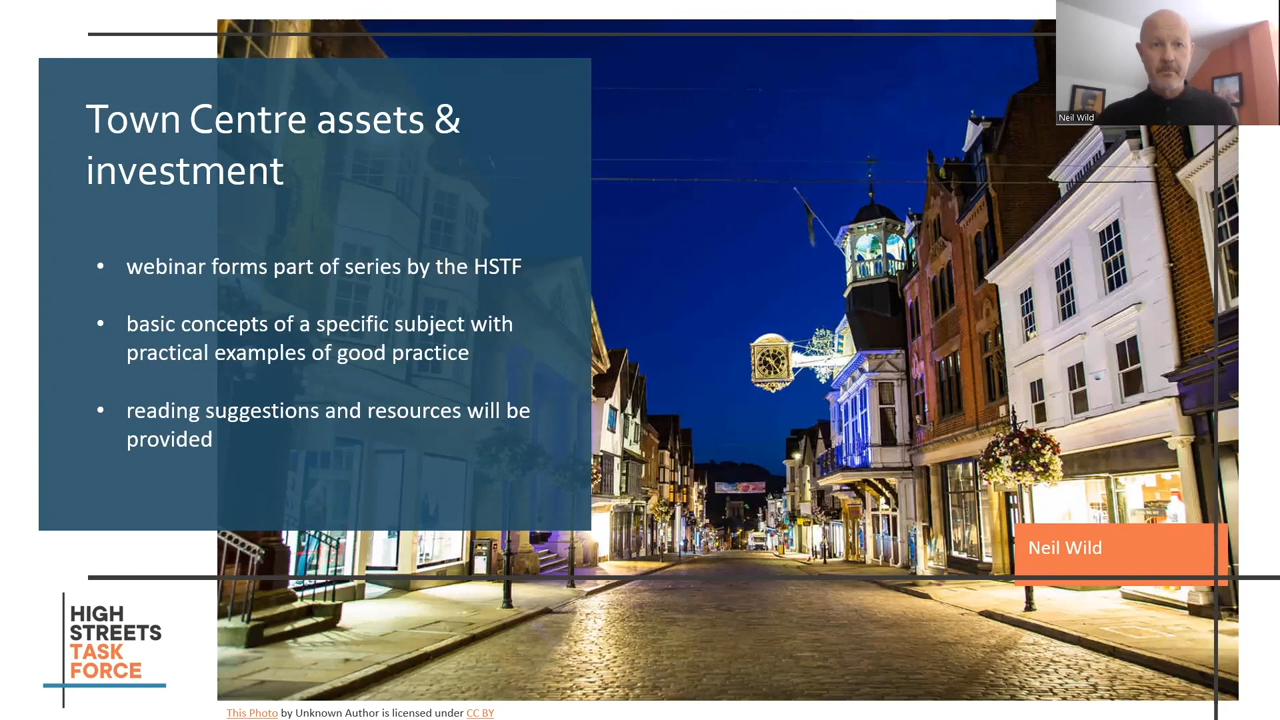 Town Centre assets &
investment
• webinar forms part of series by the HSTF
• basic concepts of a specific subject with
practical examples of good practice
• reading suggestions and resources will be
provided
Neil Wild
Neil Wild
HIGH
STREETS
TASK
FORCE
This Photo by Unknown Author is licensed under CC BY